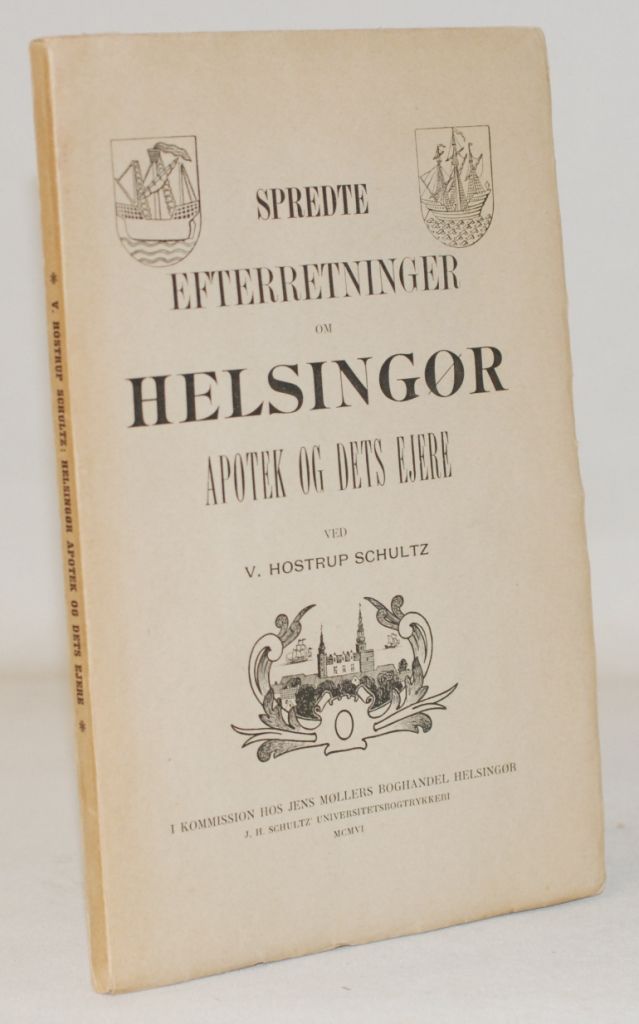 SPREDTE
EFTERRETNINGER
OM
HELSINGØR
APOTEK OG DETS EJERE
VED
V. HOSTRUP SCHULTZ
I KOMMISSION HOS JENS MØLLERS BOGHANDEL HELSINGØR
J. H. SCHULTZ' UNIVERSITETSBOGTRYKKERI
MCMVI
* V. HOSTRUP SCHULTZ: HELSINGØR APOTEK OG DETS EJERE *